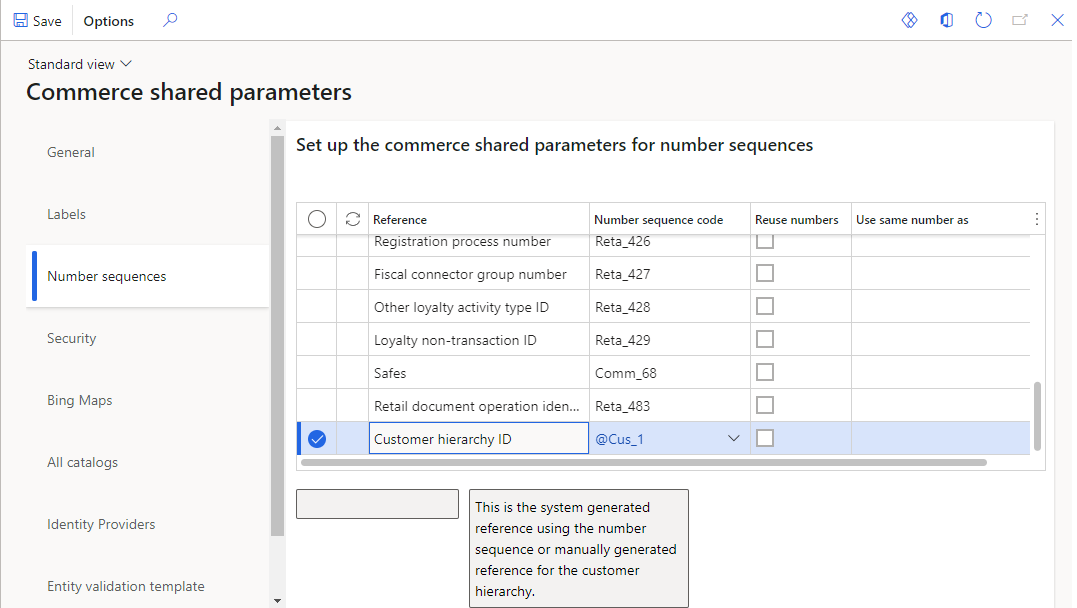 Save Options
Standard view
Commerce shared parameters
General
Labels
Number sequences
Security
Bing Maps
All catalogs
Identity Providers
Entity validation template
Set up the commerce shared parameters for number sequences
Reference Number sequence code Reuse numbers Use same number as
Registration process number Reta_426
Fiscal connector group number Reta_427
Other loyalty activity type ID Reta_428
Loyalty non-transaction ID Reta_429
Safes Comm_68
Retail document operation iden... Reta_483
Customer hierarchy ID @Cus_1
This is the system generated
reference using the number
sequence or manually generated
reference for the customer
hierarchy.